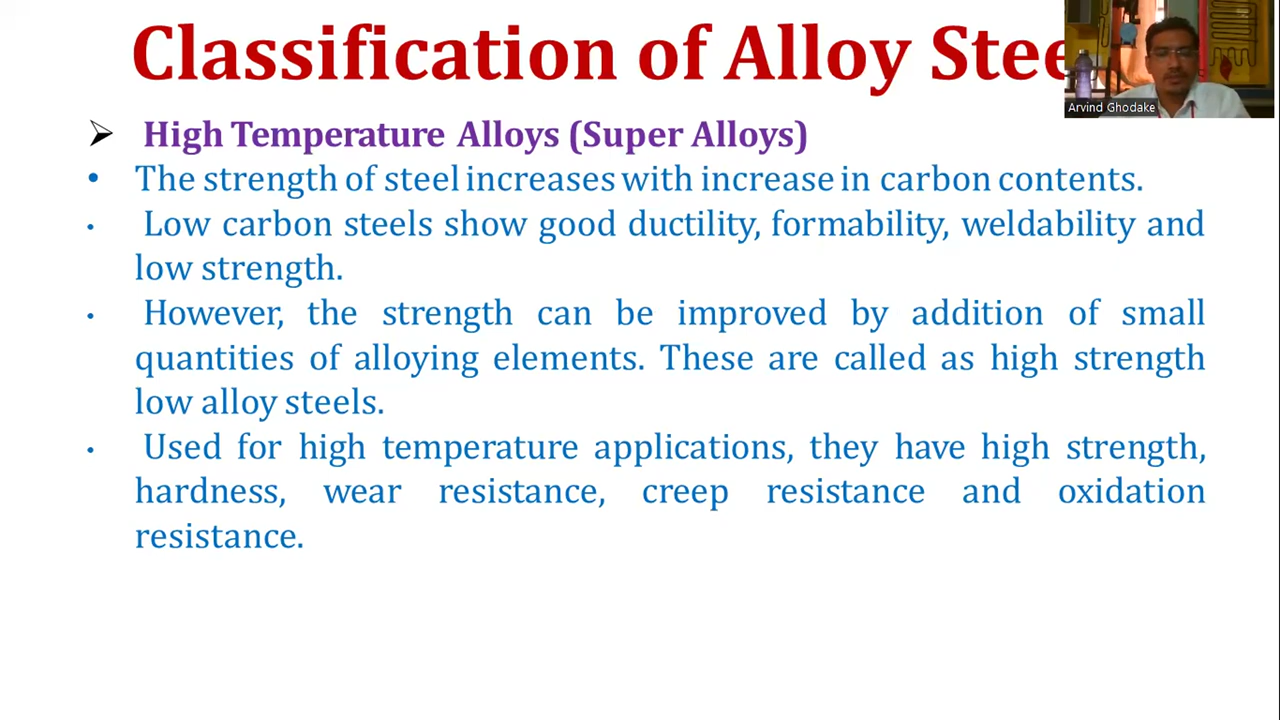 Classification of Alloy Stee
Arvind Ghodake
➢ High Temperature Alloys (Super Alloys)
• The strength of steel increases with increase in carbon contents.
• Low carbon steels show good ductility, formability, weldability and
low strength.
• However, the strength can be improved by addition of small
quantities of alloying elements. These are called as high strength
low alloy steels.
• Used for high temperature applications, they have high strength,
hardness, wear resistance, creep resistance and oxidation
resistance.